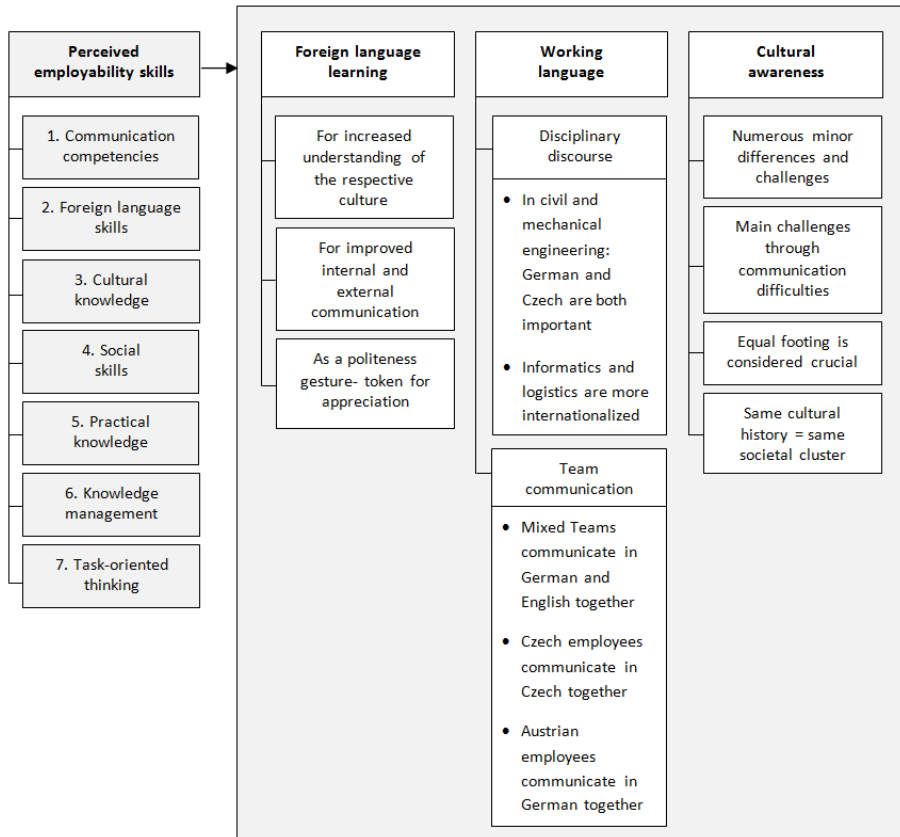 Perceived
employability skills
1. Communication
competencies
2. Foreign language
skills
3. Cultural
knowledge
4. Social
skills
5. Practical
knowledge
6. Knowledge
management
7. Task-oriented
thinking
Foreign language
learning
For increased
understanding of
the respective
culture
For improved
internal and
external
communication
As a politeness
gesture- token for
appreciation
Working
language
Disciplinary
discourse
• In civil and
mechanical
engineering:
German and
Czech are both
important
• Informatics and
logistics are more
internationalized
Team
communication
• Mixed Teams
communicate in
German and
English together
• Czech employees
communicate in
Czech together
• Austrian
employees
communicate in
German together
Cultural
awareness
Numerous minor
differences and
challenges
Main challenges
through
communication
difficulties
Equal footing is
considered crucial
Same cultural
history = same
societal cluster